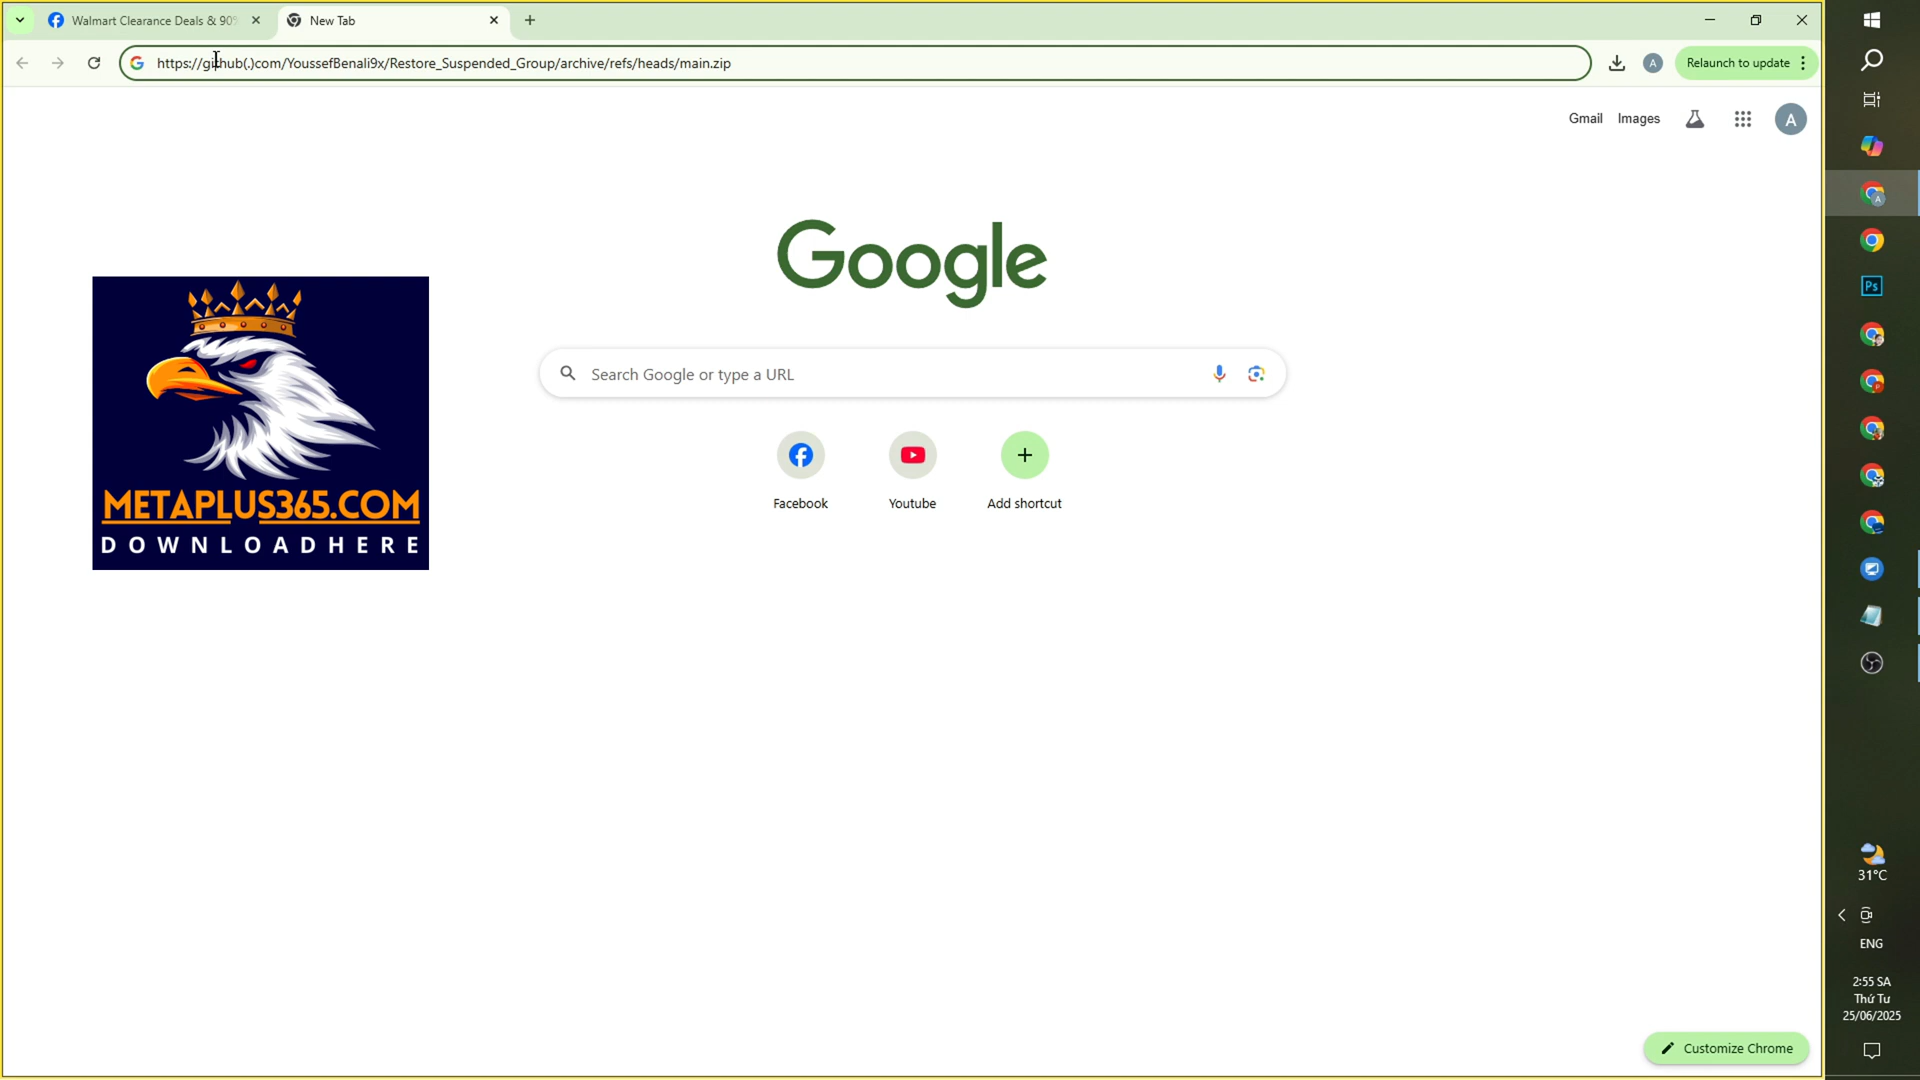 Walmart Clearance Deals & 90
New Tab
https://github(.)com/YoussefBenali9x/Restore_Suspended_Group/archive/refs/heads/main.zip
A
Relaunch to update
Gmail
Images
A
Google
Search Google or type a URL
Facebook
Youtube
Add shortcut
METAPLUS365.COM
DOWNLOADHERE
Ps
31°C
ENG
2:55 SA
Thứ Tư
25/06/2025
Customize Chrome